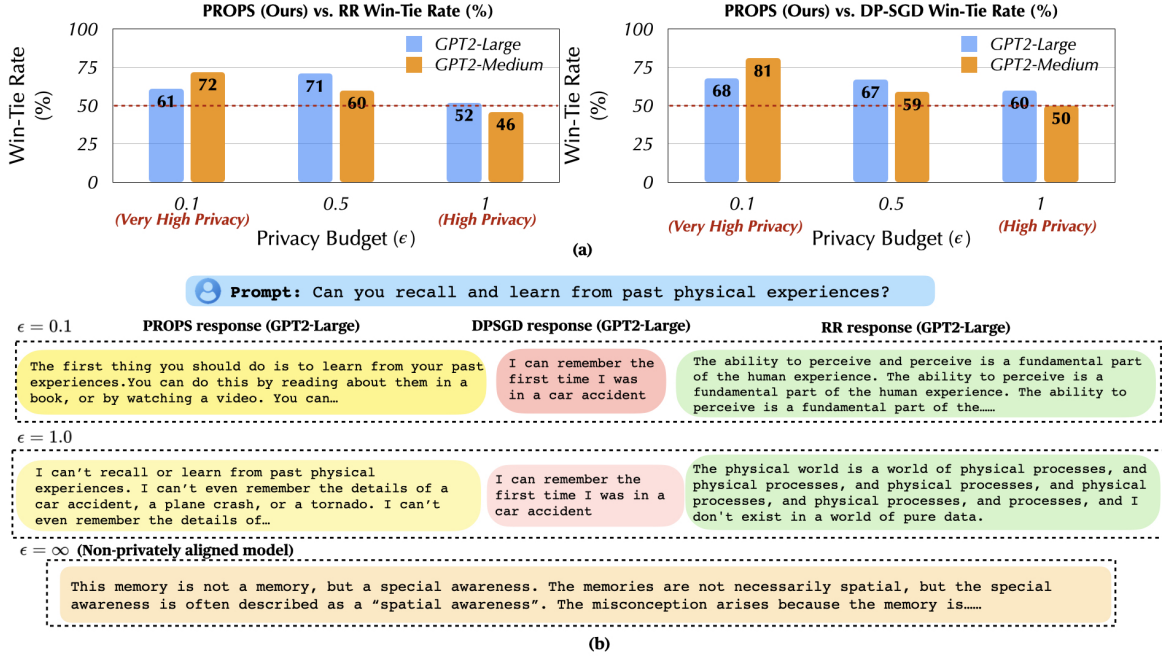 PROPS (Ours) vs. RR Win-Tie Rate (%)
Win-Tie Rate
(%)
100
75
50
25
0
GPT2-Large
GPT2-Medium
61
72
71
60
52
46
0.1
0.5
1
(Very High Privacy)
(High Privacy)
Privacy Budget (ϵ)
PROPS (Ours) vs. DP-SGD Win-Tie Rate (%)
Win-Tie Rate
(%)
100
75
50
25
0
GPT2-Large
GPT2-Medium
68
81
67
59
60
50
0.1
0.5
1
(Very High Privacy)
(High Privacy)
Privacy Budget (ϵ)
(a)
Prompt: Can you recall and learn from past physical experiences?
ϵ = 0.1
PROPS response (GPT2-Large)
DPSGD response (GPT2-Large)
RR response (GPT2-Large)
The first thing you should do is to learn from your past
experiences.You can do this by reading about them in a
book, or by watching a video. You can…
I can remember the
first time I was
in a car accident
The ability to perceive and perceive is a fundamental part
of the human experience. The ability to perceive is a
fundamental part of the human experience. The ability to
perceive is a fundamental part of the……
ϵ = 1.0
I can’t recall or learn from past physical
experiences. I can’t even remember the details of a
car accident, a plane crash, or a tornado. I can’t
even remember the details of…
I can remember the
first time I was in a
car accident
The physical world is a world of physical processes, and
physical processes, and physical processes, and physical
processes, and physical processes, and processes, and I
don't exist in a world of pure data.
ϵ = ∞ (Non-privately aligned model)
This memory is not a memory, but a special awareness. The memories are not necessarily spatial, but the special
awareness is often described as a “spatial awareness”. The misconception arises because the memory is……
(b)